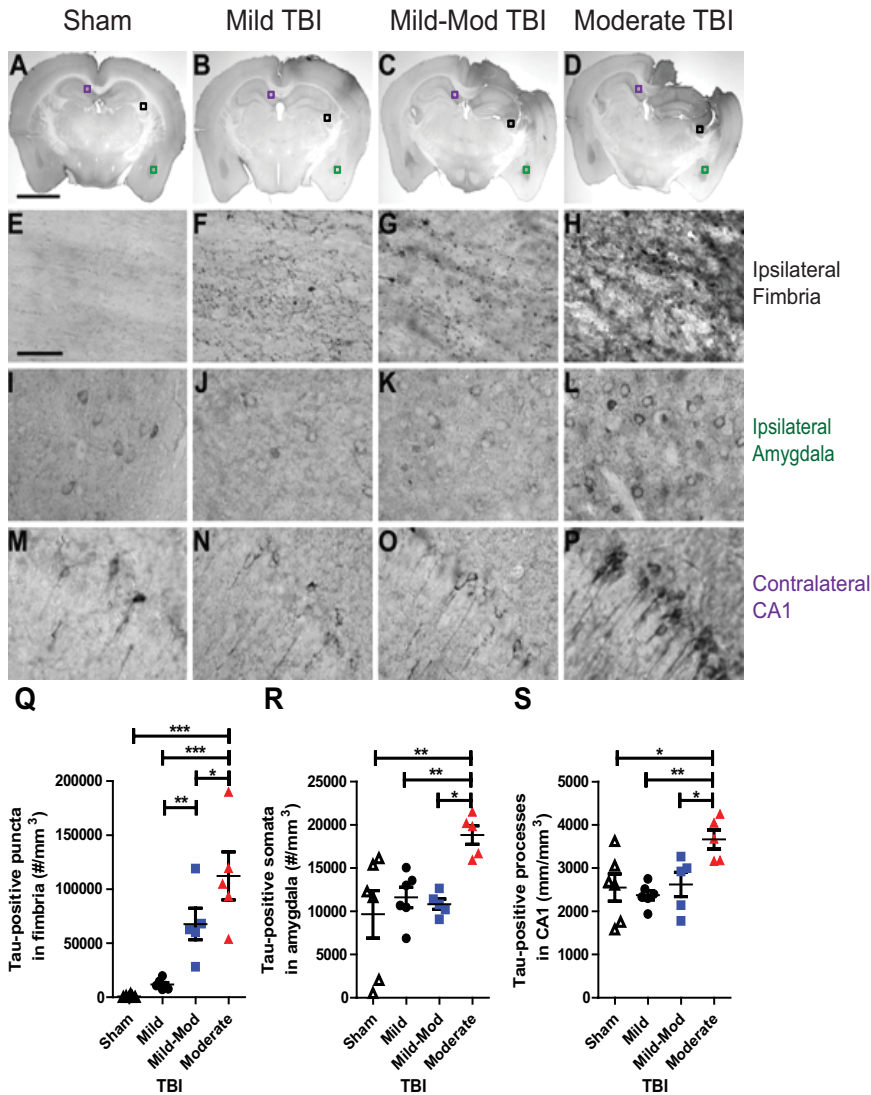 Sham Mild TBI Mild-Mod TBI Moderate TBI
A B C D
E F G H
Ipsilateral
Fimbria
I J K L
Ipsilateral
Amygdala
M N O P
Contralateral
CA1
Q R S
***
***
*
**
Tau-positive puncta
in fimbria (#/mm³)
200000
150000
100000
50000
0
Sham Mild Mild-Mod Moderate
TBI
**
**
*
Tau-positive somata
in amygdala (#/mm³)
25000
20000
15000
10000
5000
0
Sham Mild Mild-Mod Moderate
TBI
*
**
*
Tau-positive processes
in CA1 (mm/mm³)
5000
4000
3000
2000
1000
0
Sham Mild Mild-Mod Moderate
TBI